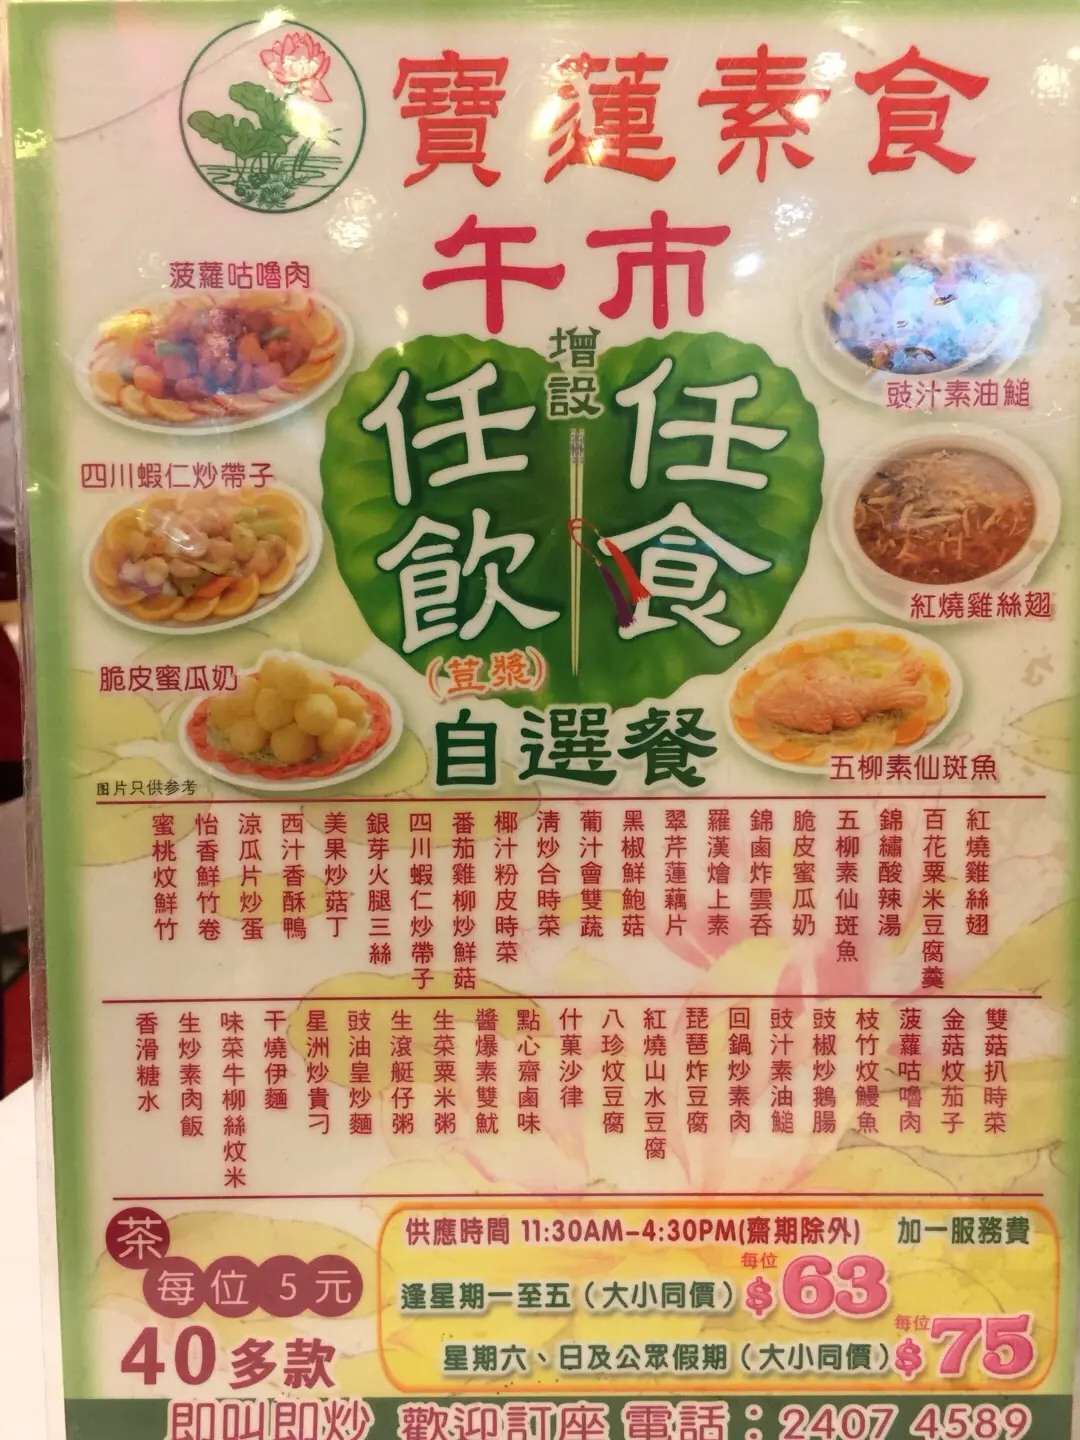 寶蓮素食
午市
增設
任飲
任食
(荳漿)
自選餐
菠蘿咕嚕肉
四川蝦仁炒帶子
脆皮蜜瓜奶
豉汁素油鎚
紅燒雞絲翅
五柳素仙斑魚
图片只供参考
紅燒雞絲翅
百花粟米豆腐羹
錦繡酸辣湯
五柳素仙斑魚
脆皮蜜瓜奶
錦鹵炸雲吞
羅漢燴上素
翠芹蓮藕片
黑椒鮮鮑菇
葡汁會雙蔬
清炒合時菜
椰汁粉皮時菜
番茄雞柳炒鮮菇
四川蝦仁炒帶子
銀芽火腿三絲
美果炒菇丁
西汁香酥鴨
涼瓜片炒蛋
怡香鮮竹卷
蜜桃炆鮮竹
雙菇扒時菜
金菇炆茄子
菠蘿咕嚕肉
枝竹炆鰻魚
豉椒炒鵝腸
豉汁素油鎚
回鍋炒素肉
琵琶炸豆腐
紅燒山水豆腐
八珍炆豆腐
什菓沙律
點心齋鹵味
醬爆素雙魷
生菜粟米粥
生滾艇仔粥
豉油皇炒麵
星洲炒貴刁
干燒伊麵
味菜牛柳絲炆米
生炒素肉飯
香滑糖水
茶
每位5元
40多款
供應時間 11:30AM–4:30PM(齋期除外) 加一服務費
逢星期一至五（大小同價）每位$63
星期六、日及公眾假期（大小同價）每位$75
即叫即炒 歡迎訂座 電話：2407 4589